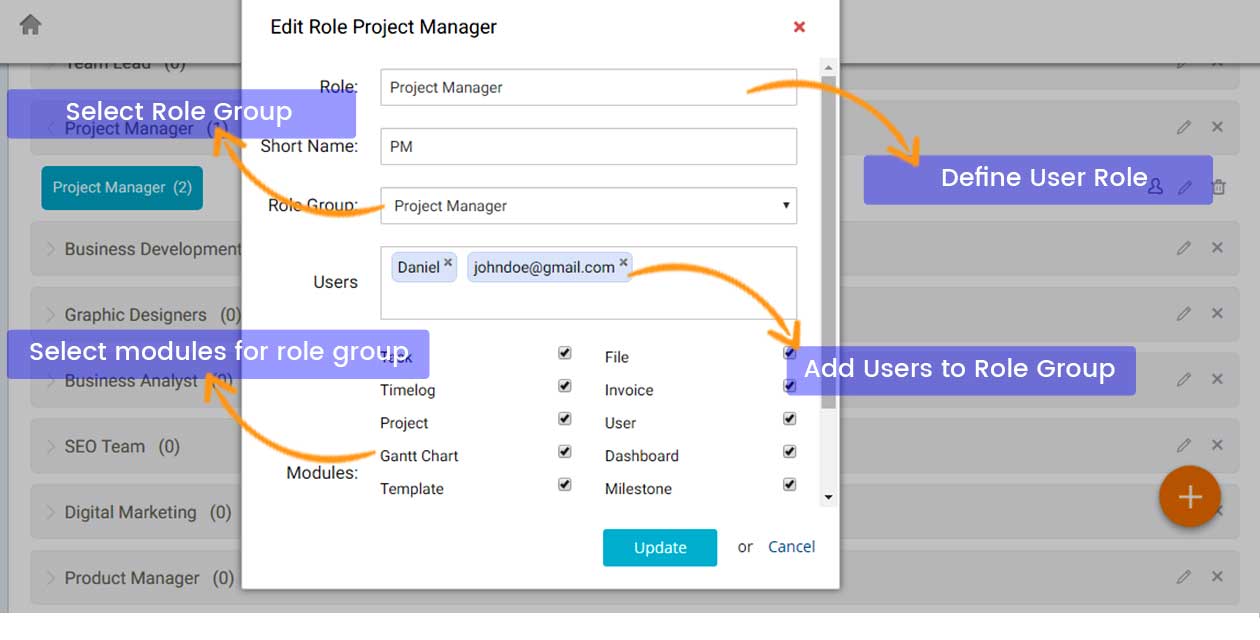 Edit Role Project Manager
Team Lead (0)
Role: Project Manager
Select Role Group
Project Manager (1)
Short Name: PM
Define User Role
Project Manager (2)
Role Group: Project Manager
Business Development
Users Daniel johndoe@gmail.com
Graphic Designers (0)
Select modules for role group
Task File
Add Users to Role Group
Business Analyst (0)
Timelog Invoice
Project User
SEO Team (0)
Gantt Chart Dashboard
Modules:
Template Milestone
Digital Marketing (0)
Update or Cancel
Product Manager (0)